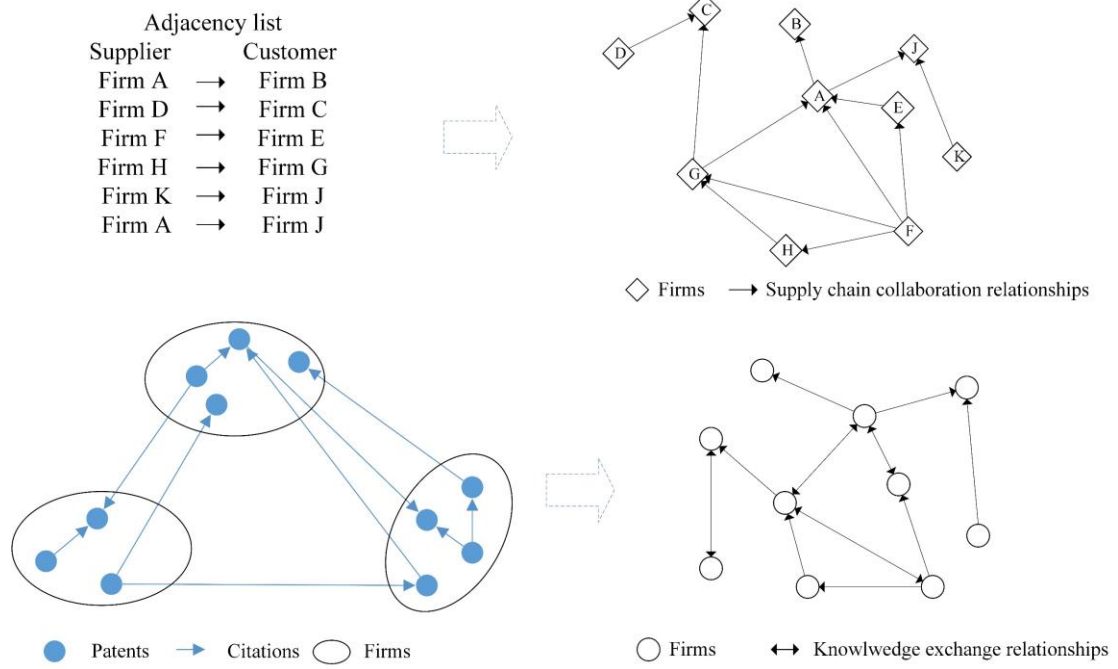 Adjacency list
Supplier Customer
Firm A → Firm B
Firm D → Firm C
Firm F → Firm E
Firm H → Firm G
Firm K → Firm J
Firm A → Firm J
C
B
D
J
A
E
K
G
F
H
Firms Supply chain collaboration relationships
Patents Citations Firms
Firms Knowlwedge exchange relationships